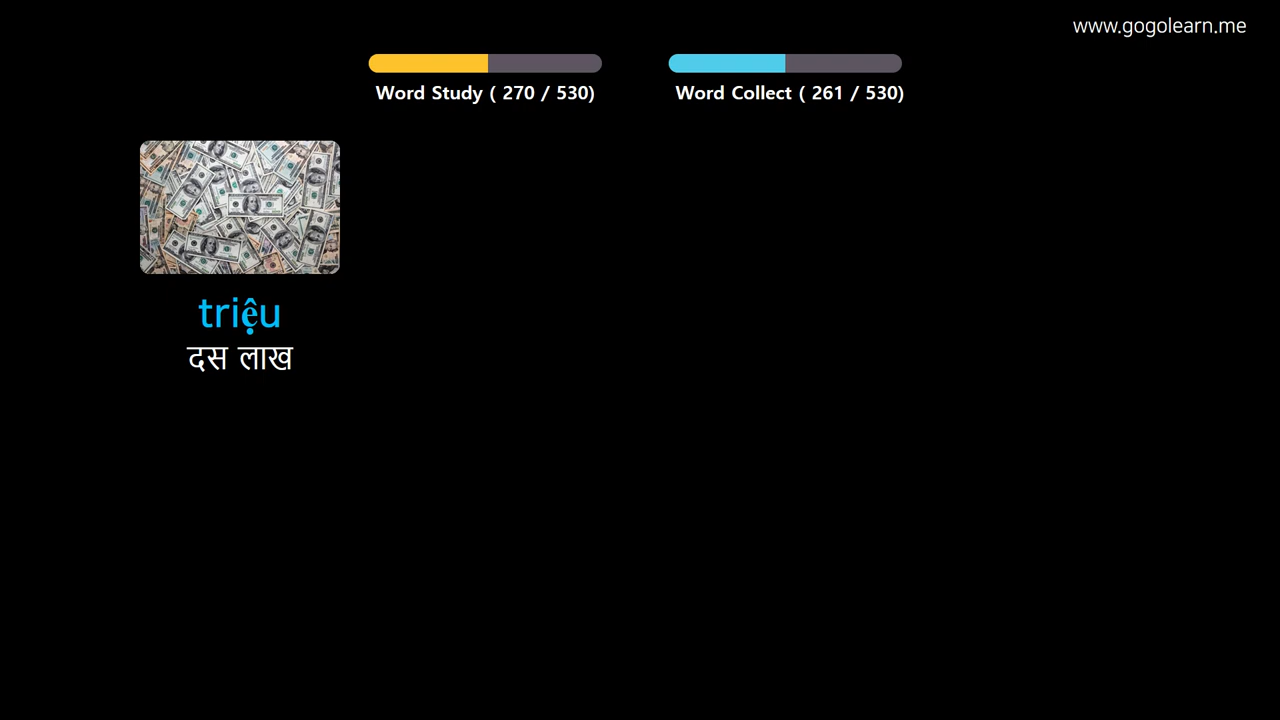 www.gogolearn.me
Word Study ( 270 / 530)
Word Collect ( 261 / 530)
triệu
दस लाख